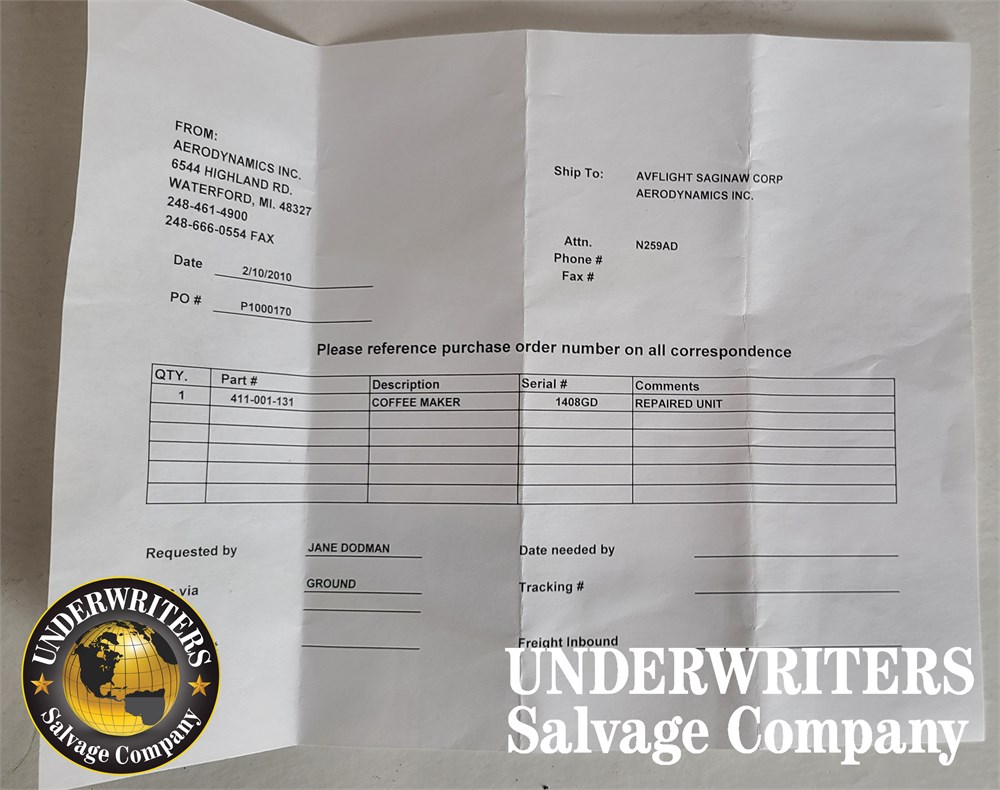 FROM:
AERODYNAMICS INC.
6544 HIGHLAND RD.
WATERFORD, MI. 48327
248-461-4900
248-666-0554 FAX
Ship To: AVFLIGHT SAGINAW CORP
AERODYNAMICS INC.
Attn. N259AD
Phone #
Fax #
Date 2/10/2010
PO # P1000170
Please reference purchase order number on all correspondence
QTY. Part # Description Serial # Comments
1 411-001-131 COFFEE MAKER 1408GD REPAIRED UNIT
Requested by JANE DODMAN Date needed by
via GROUND Tracking #
Freight Inbound
UNDERWRITERS
Salvage Company
UNDERWRITERS
Salvage Company